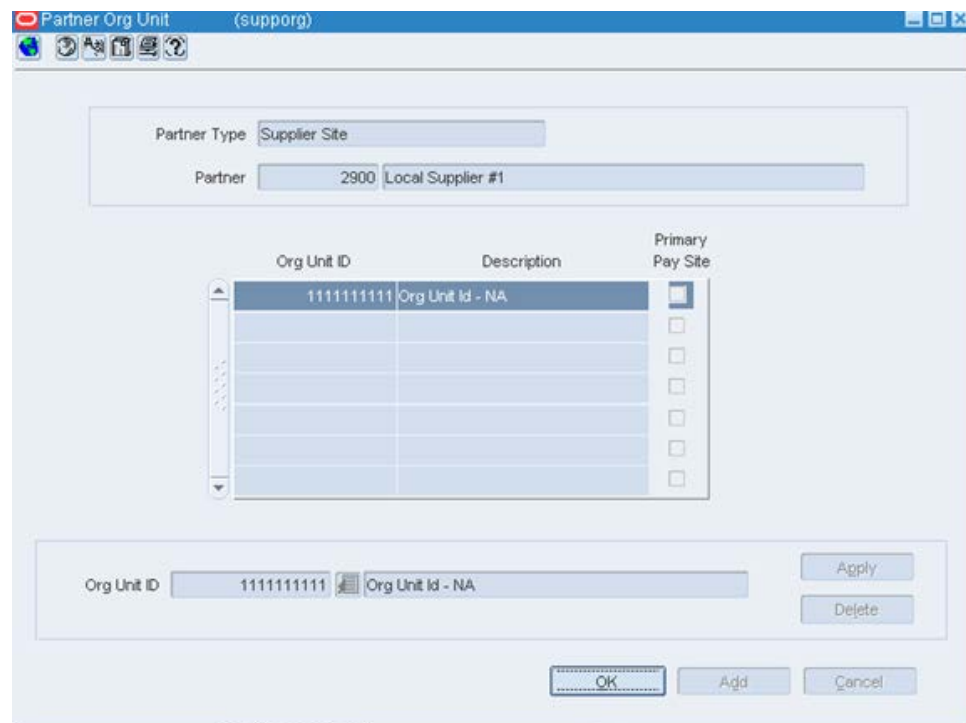 Partner Org Unit (supporg)
Partner Type Supplier Site
Partner 2900 Local Supplier #1
Primary
Org Unit ID Description Pay Site
1111111111 Org Unit Id - NA
Org Unit ID 1111111111 Org Unit Id - NA
Apply
Delete
OK Add Cancel